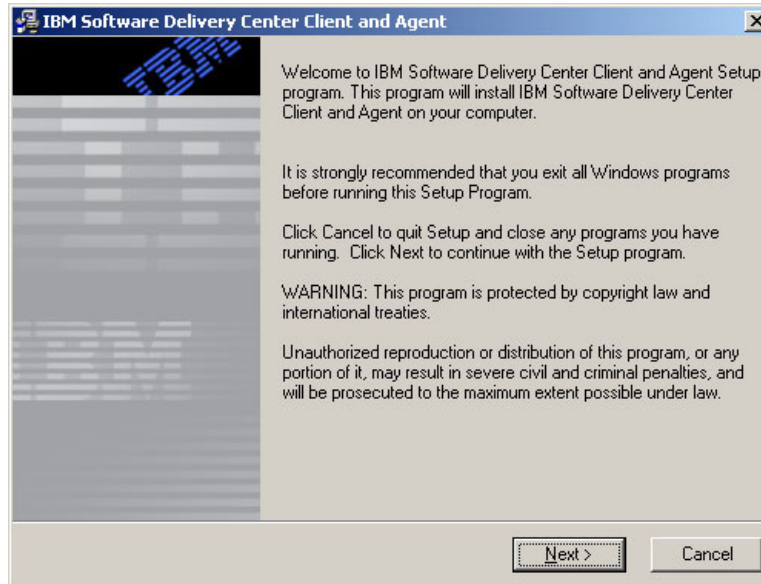 IBM Software Delivery Center Client and Agent
IBM
Welcome to IBM Software Delivery Center Client and Agent Setup
program. This program will install IBM Software Delivery Center
Client and Agent on your computer.
It is strongly recommended that you exit all Windows programs
before running this Setup Program.
Click Cancel to quit Setup and close any programs you have
running. Click Next to continue with the Setup program.
WARNING: This program is protected by copyright law and
international treaties.
Unauthorized reproduction or distribution of this program, or any
portion of it, may result in severe civil and criminal penalties, and
will be prosecuted to the maximum extent possible under law.
IBM
Next >
Cancel